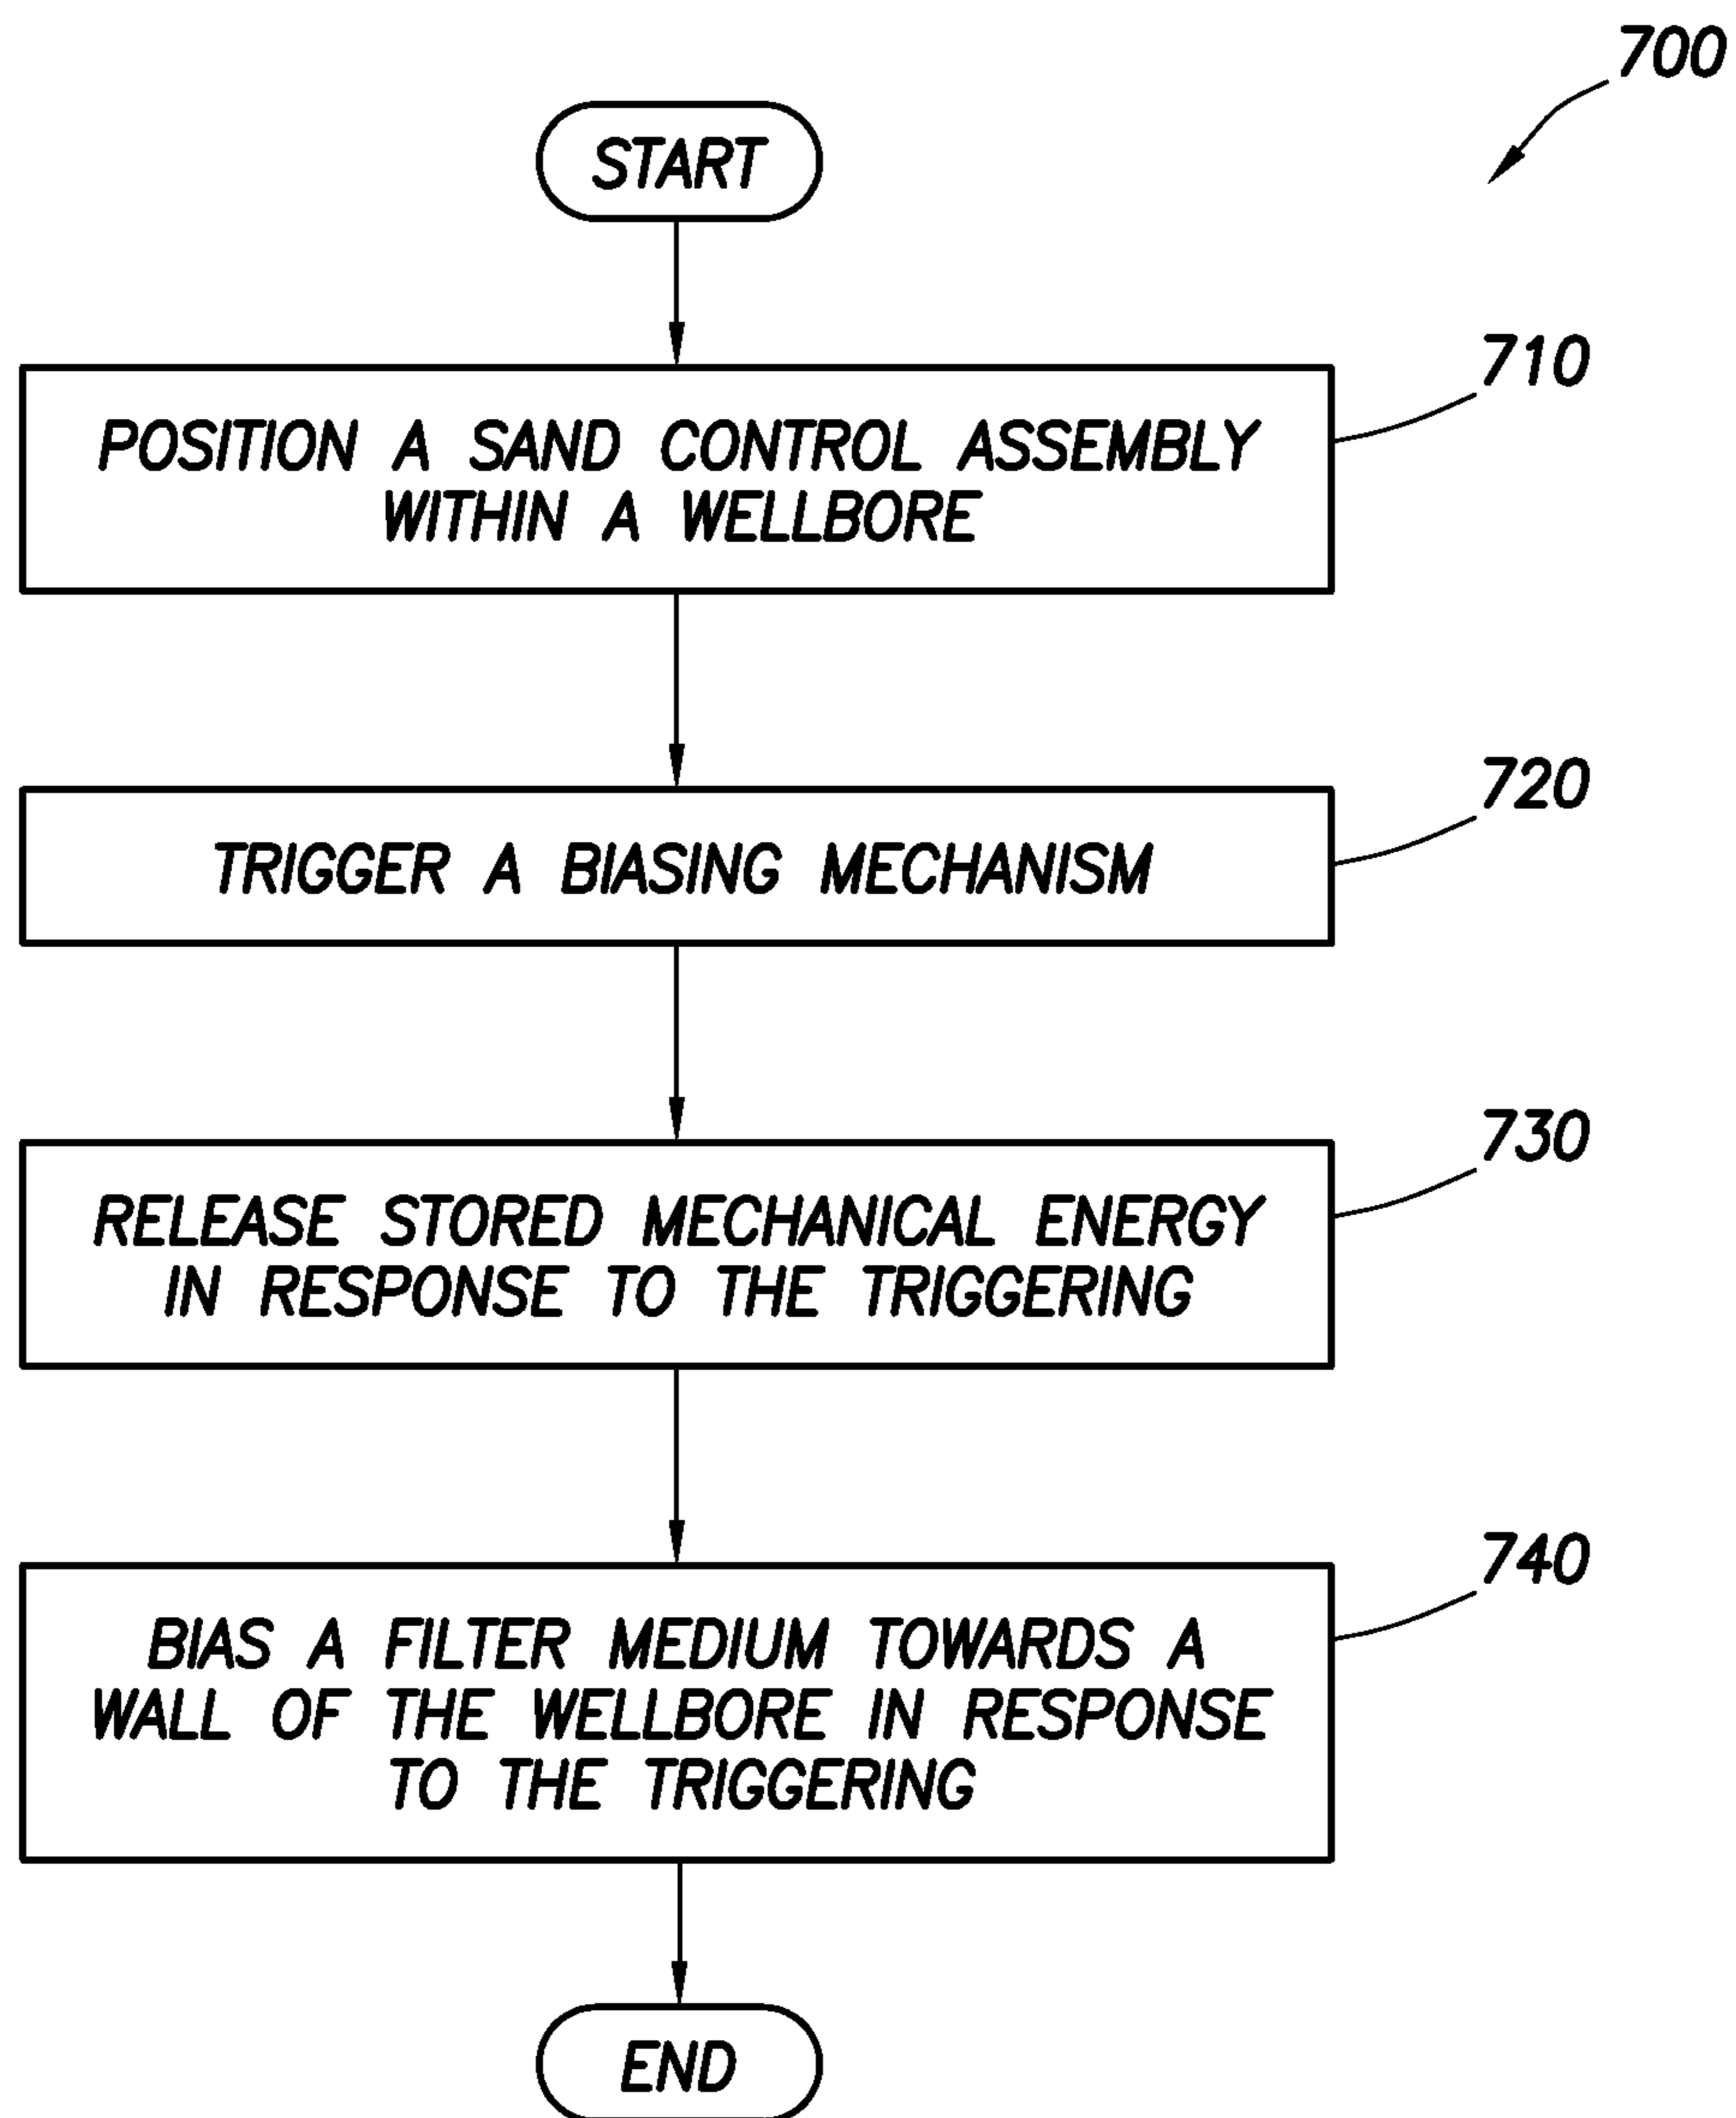 700
START
710
POSITION A SAND CONTROL ASSEMBLY
WITHIN A WELLBORE
720
TRIGGER A BIASING MECHANISM
730
RELEASE STORED MECHANICAL ENERGY
IN RESPONSE TO THE TRIGGERING
740
BIAS A FILTER MEDIUM TOWARDS A
WALL OF THE WELLBORE IN RESPONSE
TO THE TRIGGERING
END